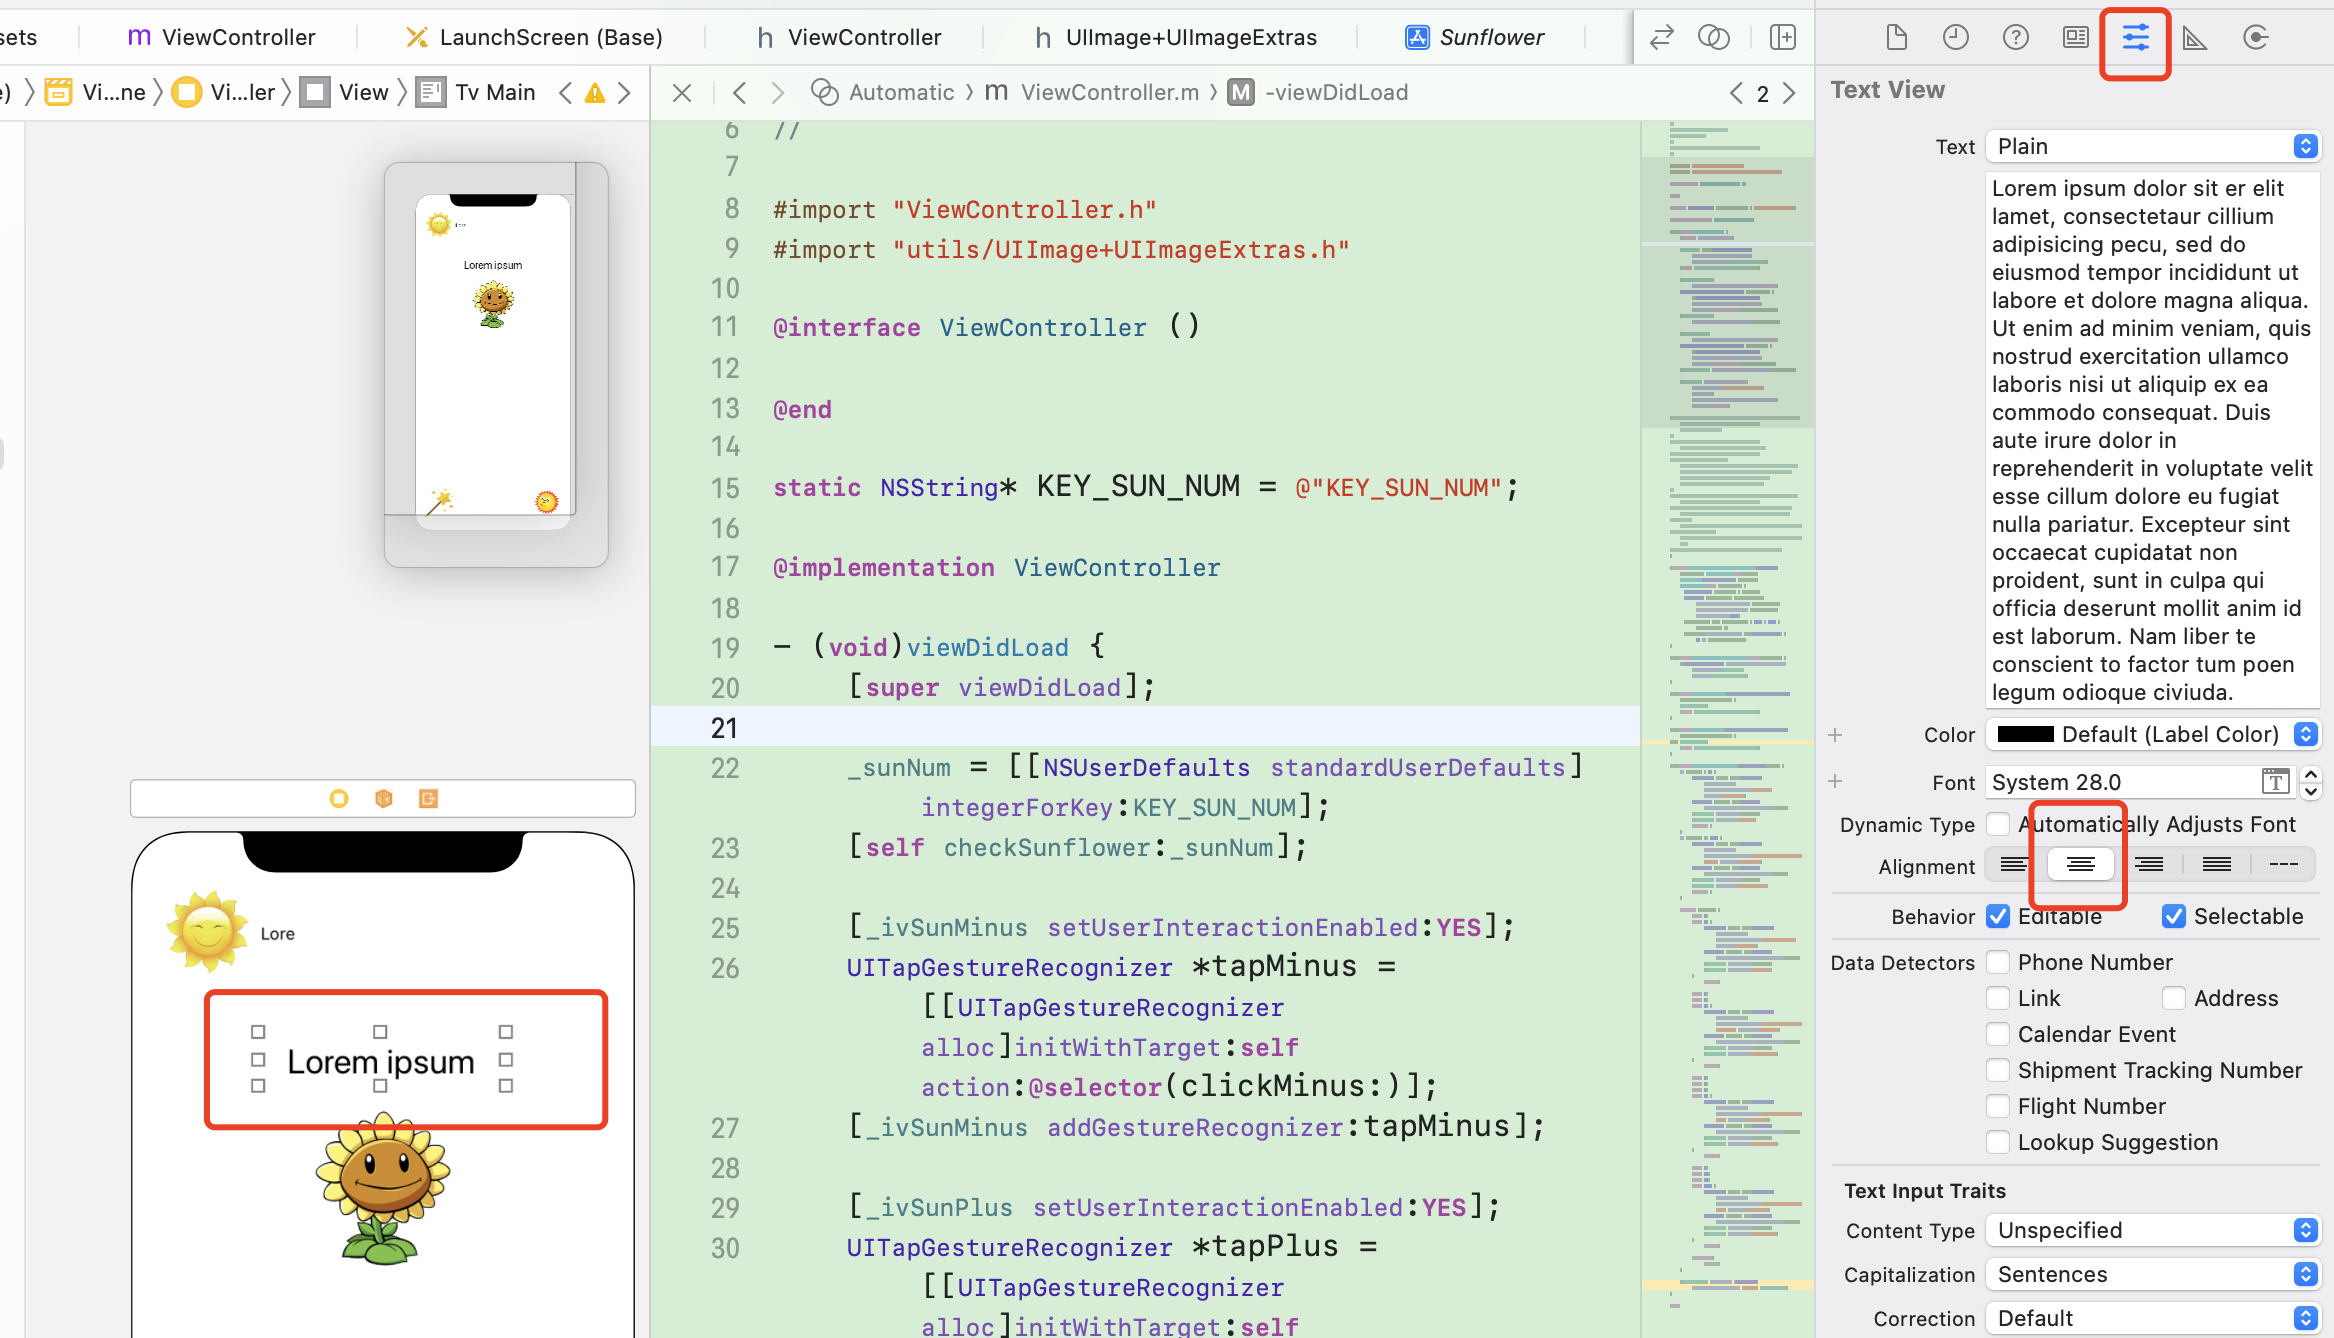 sets
m ViewController
LaunchScreen (Base)
h ViewController
h UIImage+UIImageExtras
Sunflower
Vi...ne
Vi...ler
View
Tv Main
Automatic
m ViewController.m
M -viewDidLoad
2
Lorem ipsum
Lore
Lorem ipsum
6 //
7
8 #import "ViewController.h"
9 #import "utils/UIImage+UIImageExtras.h"
10
11 @interface ViewController ()
12
13 @end
14
15 static NSString* KEY_SUN_NUM = @"KEY_SUN_NUM";
16
17 @implementation ViewController
18
19 - (void)viewDidLoad {
20 [super viewDidLoad];
21
22 _sunNum = [[NSUserDefaults standardUserDefaults]
integerForKey:KEY_SUN_NUM];
23 [self checkSunflower:_sunNum];
24
25 [_ivSunMinus setUserInteractionEnabled:YES];
26 UITapGestureRecognizer *tapMinus =
[[UITapGestureRecognizer
alloc]initWithTarget:self
action:@selector(clickMinus:)];
27 [_ivSunMinus addGestureRecognizer:tapMinus];
28
29 [_ivSunPlus setUserInteractionEnabled:YES];
30 UITapGestureRecognizer *tapPlus =
[[UITapGestureRecognizer
alloc]initWithTarget:self
Text View
Text Plain
Lorem ipsum dolor sit er elit
lamet, consectetaur cillium
adipisicing pecu, sed do
eiusmod tempor incididunt ut
labore et dolore magna aliqua.
Ut enim ad minim veniam, quis
nostrud exercitation ullamco
laboris nisi ut aliquip ex ea
commodo consequat. Duis
aute irure dolor in
reprehenderit in voluptate velit
esse cillum dolore eu fugiat
nulla pariatur. Excepteur sint
occaecat cupidatat non
proident, sunt in culpa qui
officia deserunt mollit anim id
est laborum. Nam liber te
conscient to factor tum poen
legum odioque civiuda.
Color Default (Label Color)
Font System 28.0
Dynamic Type Automatically Adjusts Font
Alignment
Behavior Editable Selectable
Data Detectors Phone Number
Link Address
Calendar Event
Shipment Tracking Number
Flight Number
Lookup Suggestion
Text Input Traits
Content Type Unspecified
Capitalization Sentences
Correction Default